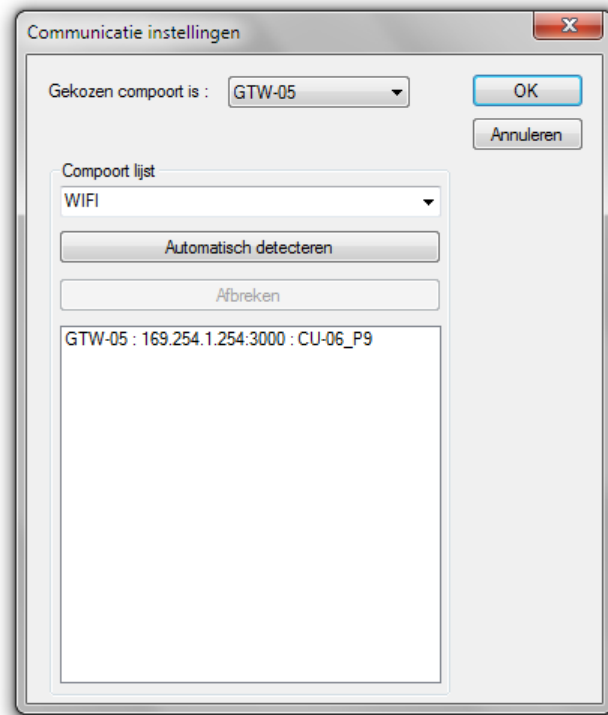 Communicatie instellingen
Gekozen compoort is : GTW-05
OK
Annuleren
Compoort lijst
WIFI
Automatisch detecteren
Afbreken
GTW-05 : 169.254.1.254:3000 : CU-06_P9